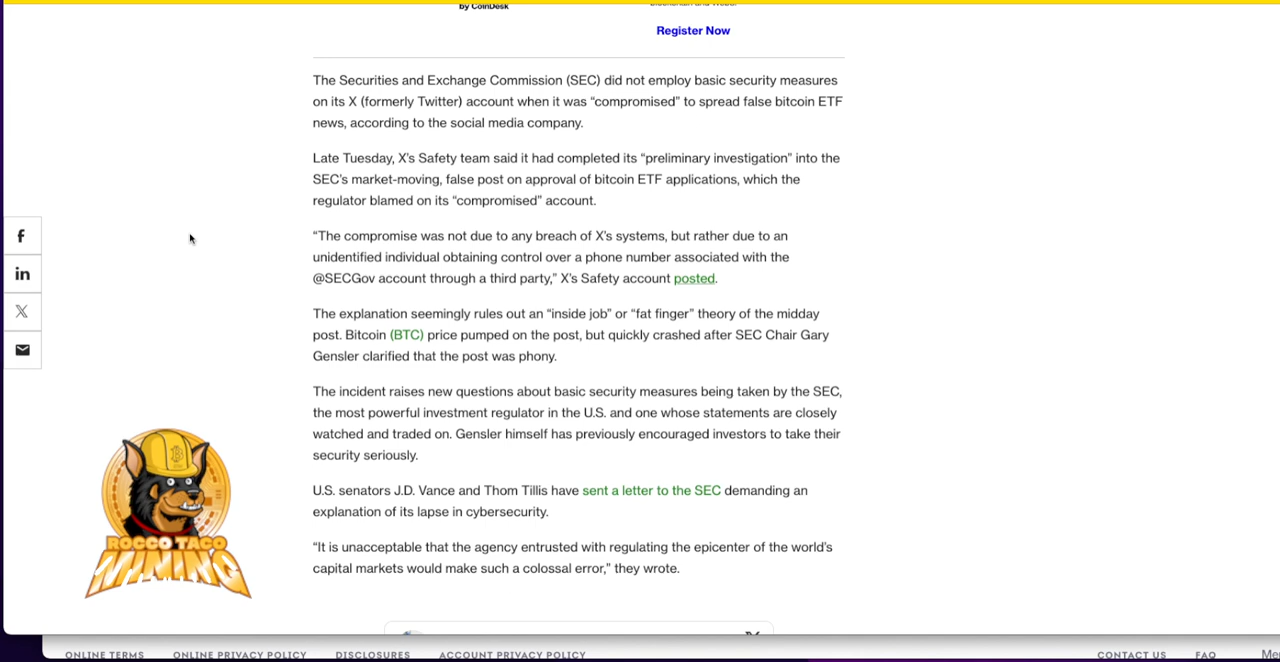 by CoinDesk
Register Now
The Securities and Exchange Commission (SEC) did not employ basic security measures
on its X (formerly Twitter) account when it was “compromised” to spread false bitcoin ETF
news, according to the social media company.
Late Tuesday, X’s Safety team said it had completed its “preliminary investigation” into the
SEC’s market-moving, false post on approval of bitcoin ETF applications, which the
regulator blamed on its “compromised” account.
“The compromise was not due to any breach of X’s systems, but rather due to an
unidentified individual obtaining control over a phone number associated with the
@SECGov account through a third party,” X’s Safety account posted.
The explanation seemingly rules out an “inside job” or “fat finger” theory of the midday
post. Bitcoin (BTC) price pumped on the post, but quickly crashed after SEC Chair Gary
Gensler clarified that the post was phony.
The incident raises new questions about basic security measures being taken by the SEC,
the most powerful investment regulator in the U.S. and one whose statements are closely
watched and traded on. Gensler himself has previously encouraged investors to take their
security seriously.
U.S. senators J.D. Vance and Thom Tillis have sent a letter to the SEC demanding an
explanation of its lapse in cybersecurity.
“It is unacceptable that the agency entrusted with regulating the epicenter of the world’s
capital markets would make such a colossal error,” they wrote.
f
in
X
ROCCO TACO
MINING
ONLINE TERMS ONLINE PRIVACY POLICY DISCLOSURES ACCOUNT PRIVACY POLICY CONTACT US FAQ